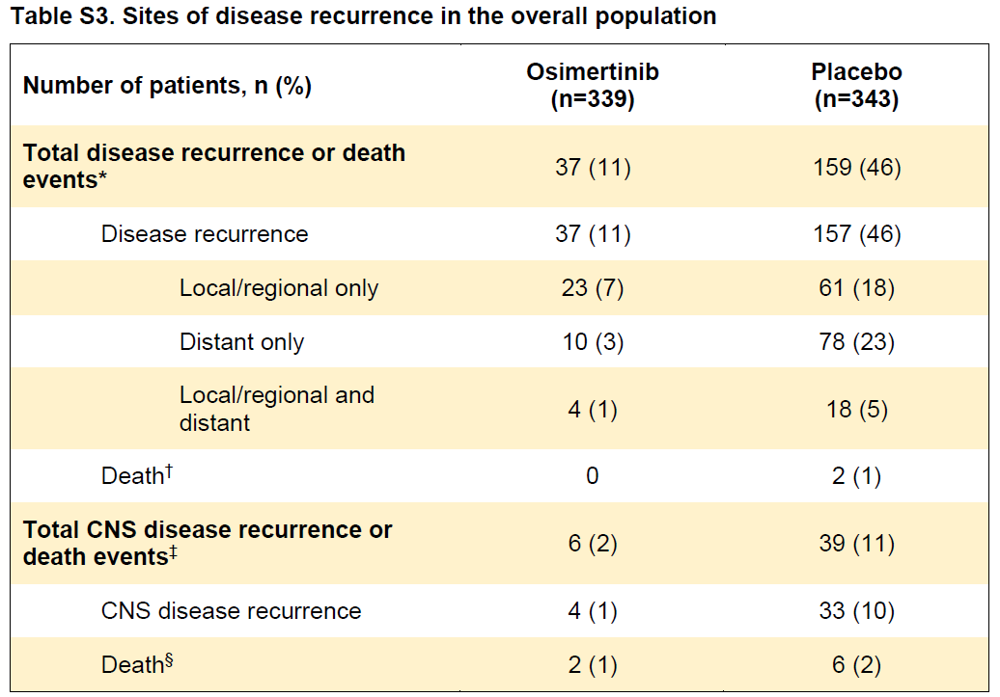 Table S3. Sites of disease recurrence in the overall population
Number of patients, n (%) Osimertinib (n=339) Placebo (n=343)
Total disease recurrence or death events* 37 (11) 159 (46)
Disease recurrence 37 (11) 157 (46)
Local/regional only 23 (7) 61 (18)
Distant only 10 (3) 78 (23)
Local/regional and distant 4 (1) 18 (5)
Death† 0 2 (1)
Total CNS disease recurrence or death events‡ 6 (2) 39 (11)
CNS disease recurrence 4 (1) 33 (10)
Death§ 2 (1) 6 (2)